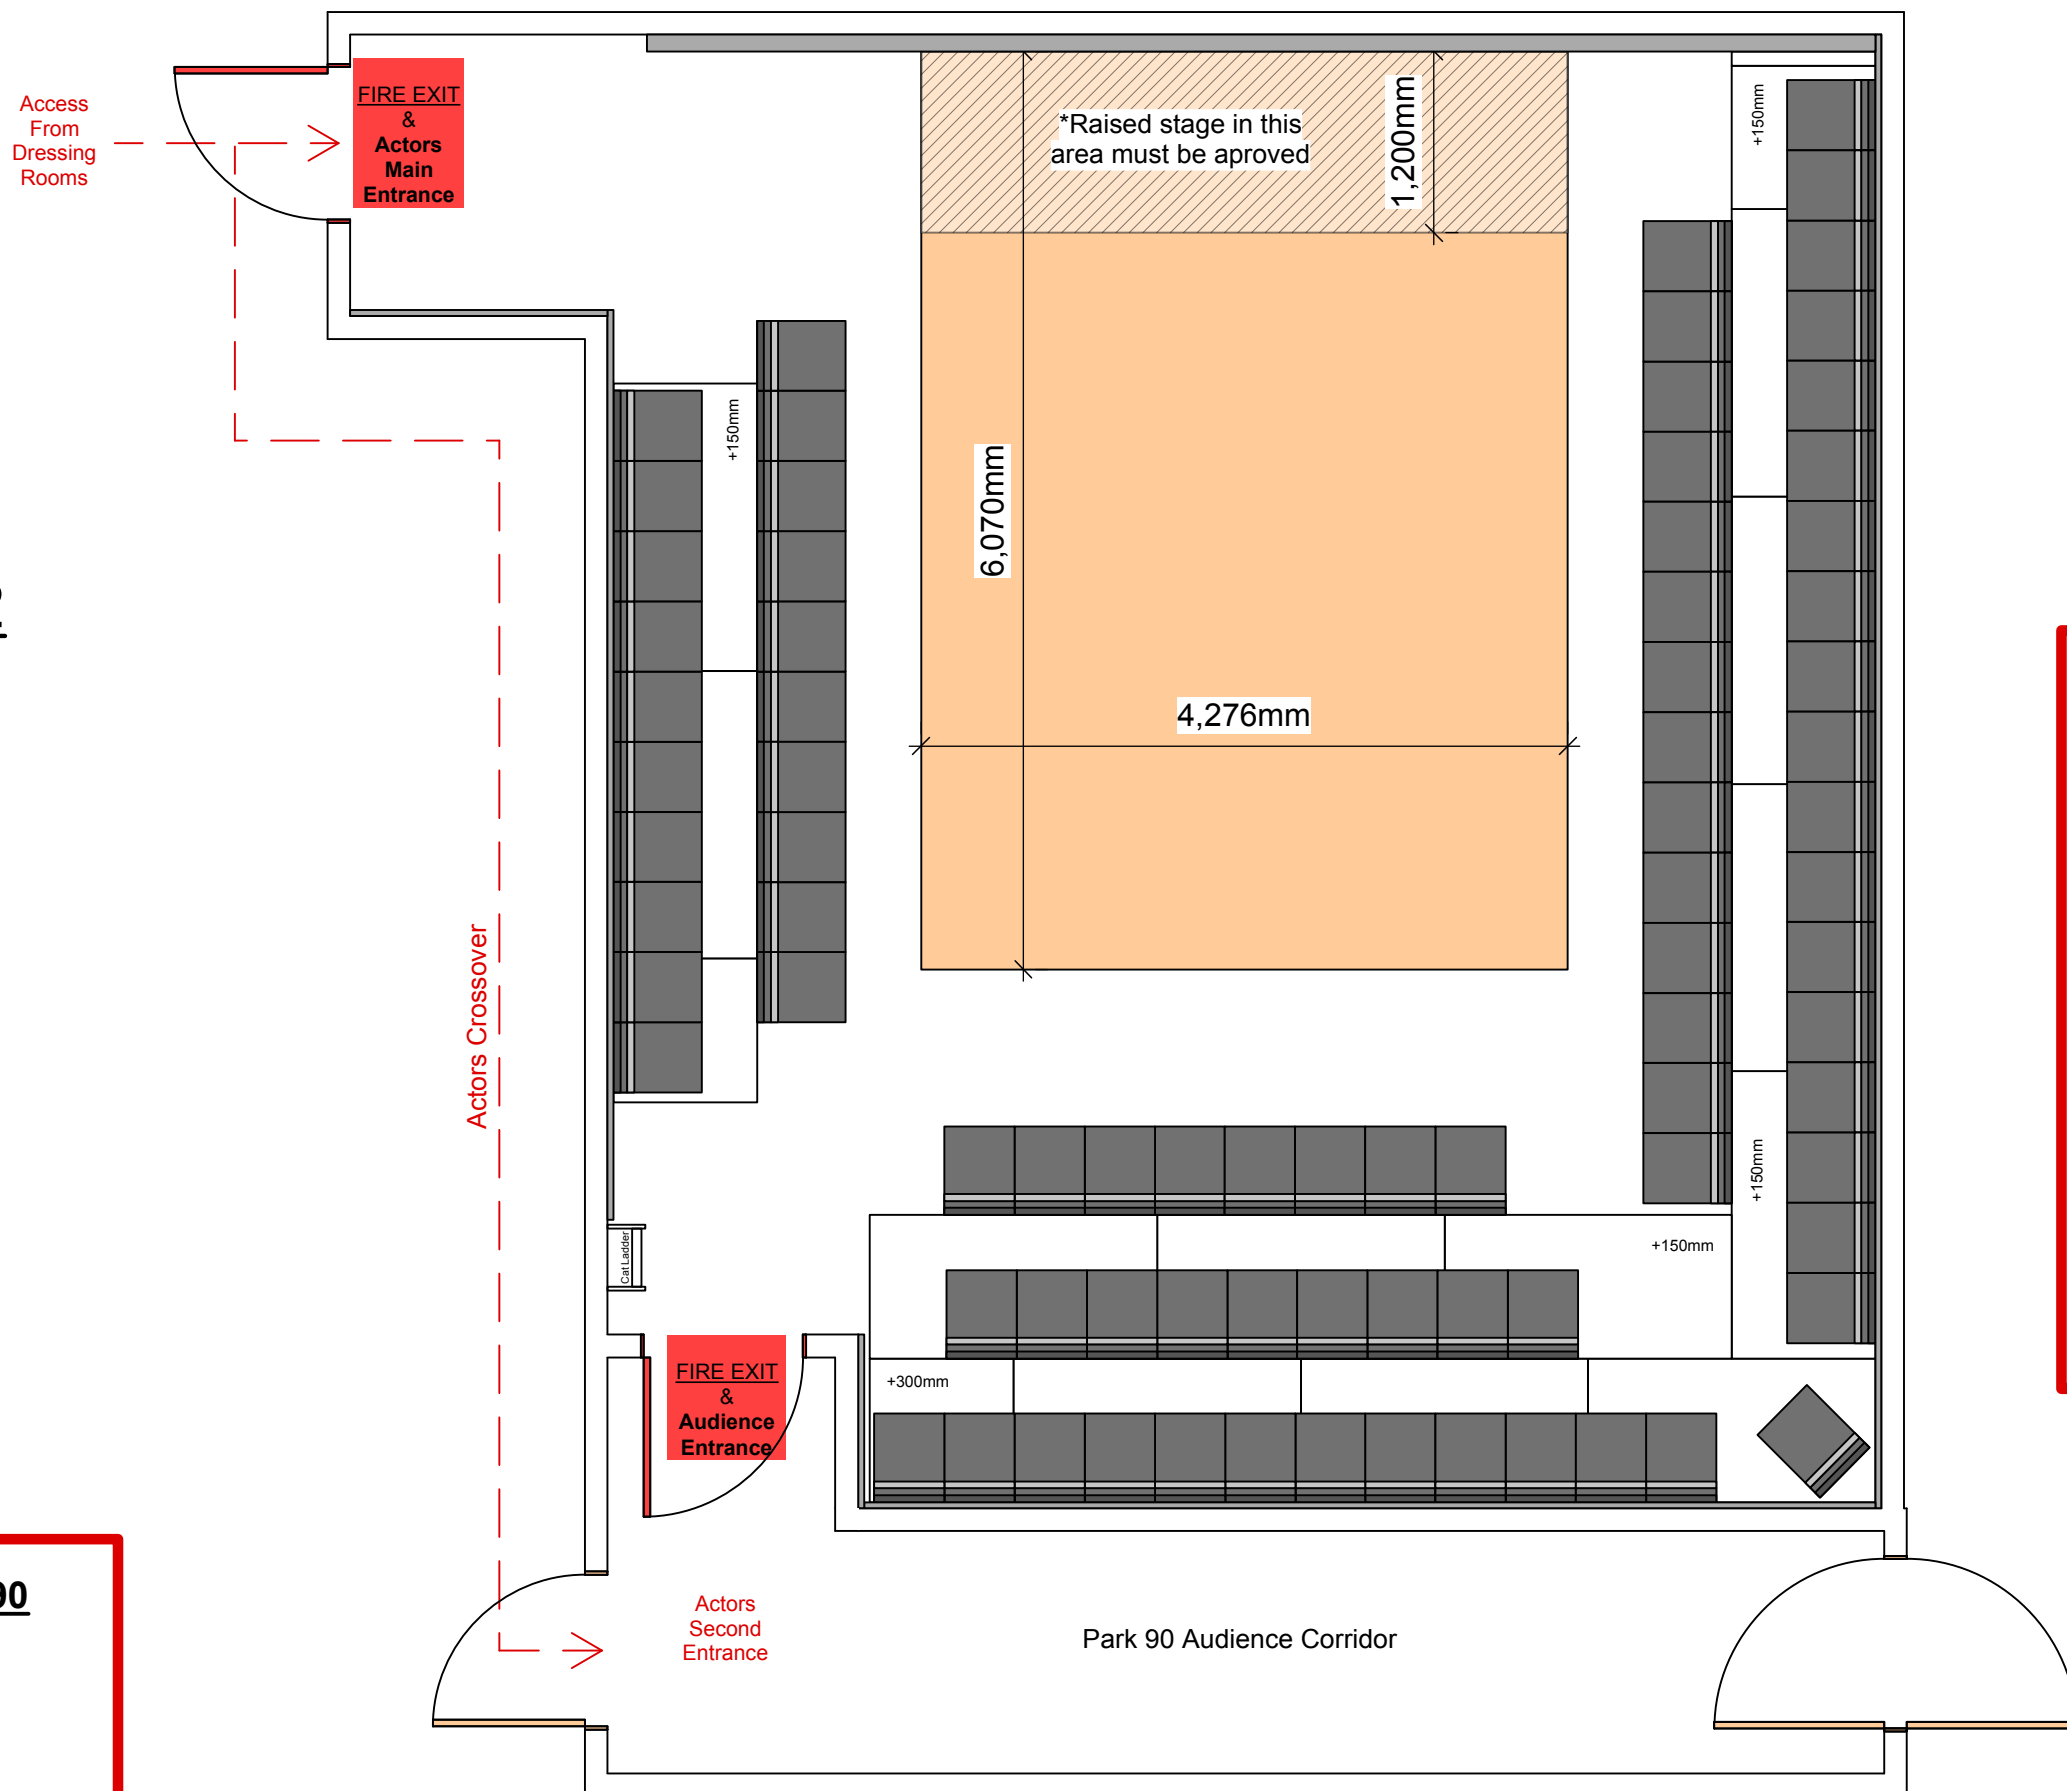 Access
From
Dressing
Rooms
FIRE EXIT
&
Actors
Main
Entrance
*Raised stage in this
area must be aproved
1,200mm
+150mm
+150mm
6,070mm
4,276mm
Actors Crossover
+150mm
Cat Ladder
+150mm
FIRE EXIT
&
Audience
Entrance
+300mm
Actors
Second
Entrance
Park 90 Audience Corridor
90